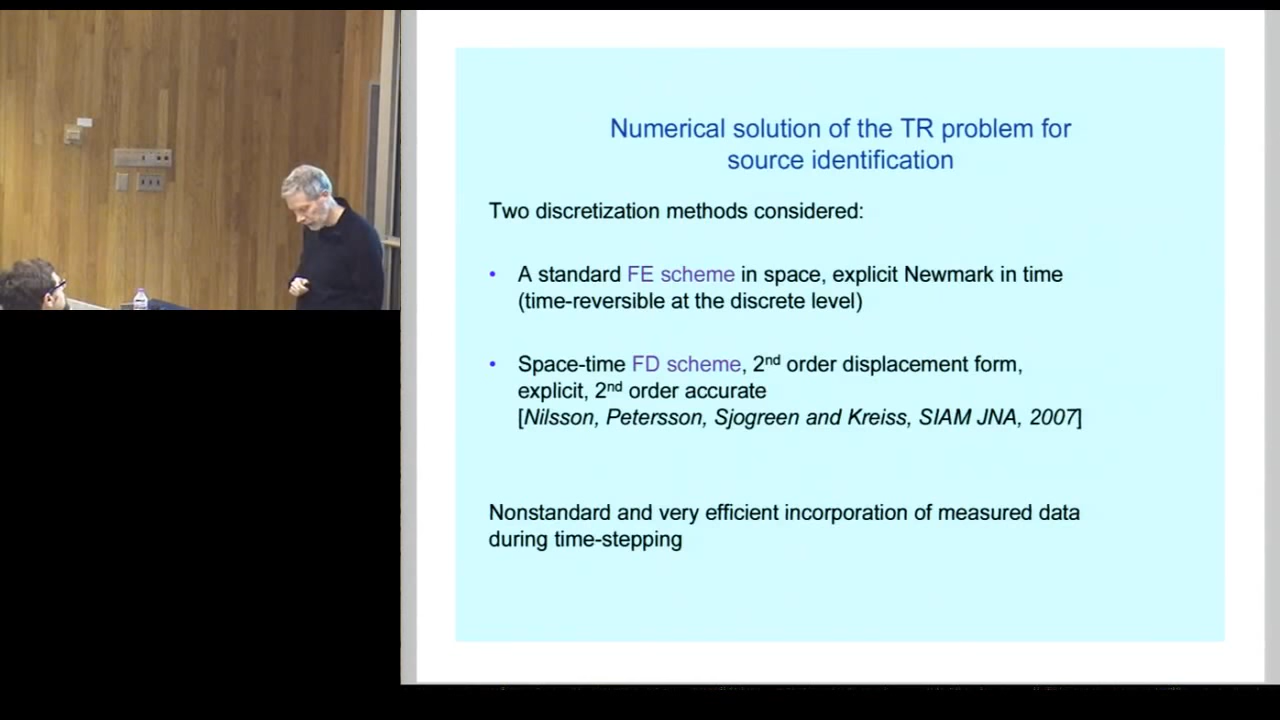 Numerical solution of the TR problem for
source identification
Two discretization methods considered:
• A standard FE scheme in space, explicit Newmark in time
(time-reversible at the discrete level)
• Space-time FD scheme, 2nd order displacement form,
explicit, 2nd order accurate
[Nilsson, Petersson, Sjogreen and Kreiss, SIAM JNA, 2007]
Nonstandard and very efficient incorporation of measured data
during time-stepping